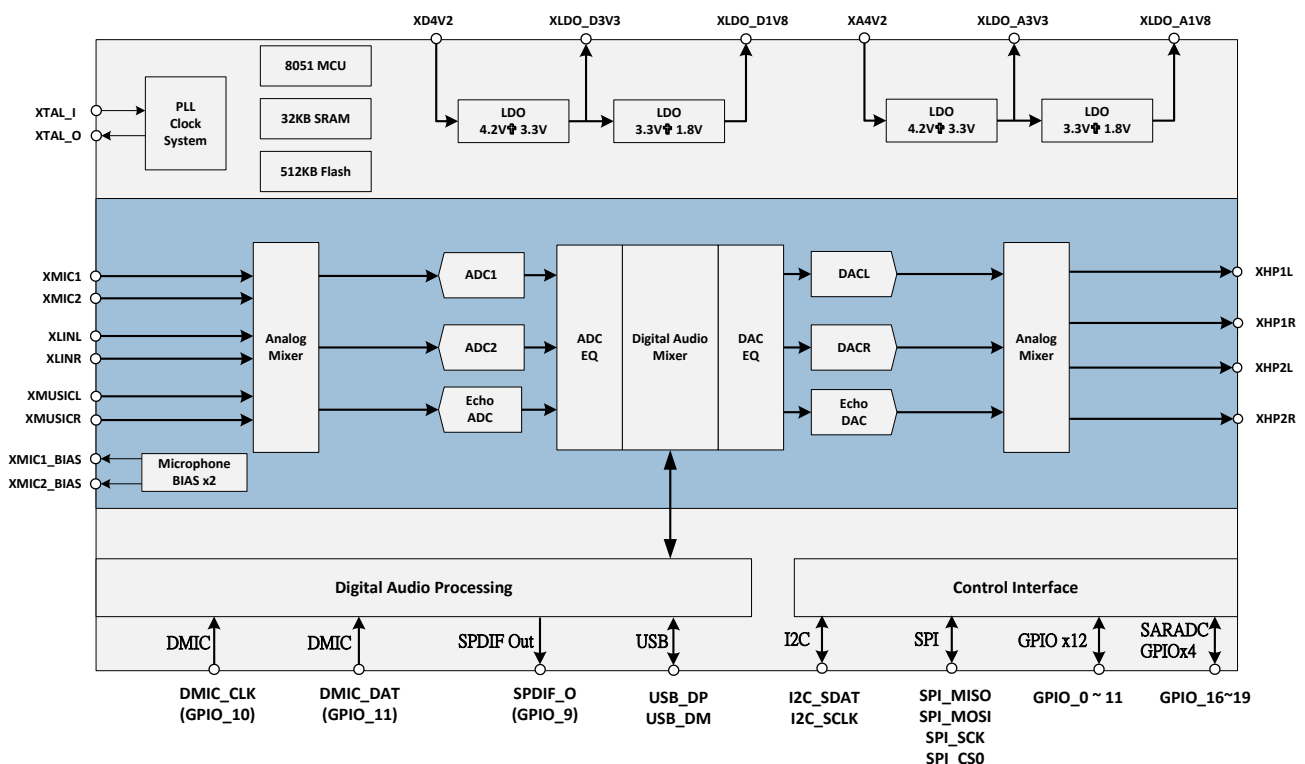 XD4V2
XLDO_D3V3
XLDO_D1V8
XA4V2
XLDO_A3V3
XLDO_A1V8
8051 MCU
PLL
Clock
System
XTAL_I
XTAL_O
32KB SRAM
512KB Flash
LDO
4.2V🕆 3.3V
LDO
3.3V🕆 1.8V
LDO
4.2V🕆 3.3V
LDO
3.3V🕆 1.8V
XMIC1
XMIC2
XLINL
XLINR
XMUSICL
XMUSICR
XMIC1_BIAS
XMIC2_BIAS
Analog
Mixer
Microphone
BIAS x2
ADC1
ADC2
Echo
ADC
ADC
EQ
Digital Audio
Mixer
DAC
EQ
DACL
DACR
Echo
DAC
Analog
Mixer
XHP1L
XHP1R
XHP2L
XHP2R
Digital Audio Processing
Control Interface
DMIC
DMIC
SPDIF Out
USB
I2C
SPI
GPIO x12
SARADC
GPIOx4
DMIC_CLK
(GPIO_10)
DMIC_DAT
(GPIO_11)
SPDIF_O
(GPIO_9)
USB_DP
USB_DM
I2C_SDAT
I2C_SCLK
SPI_MISO
SPI_MOSI
SPI_SCK
SPI_CS0
GPIO_0 ~ 11
GPIO_16~19